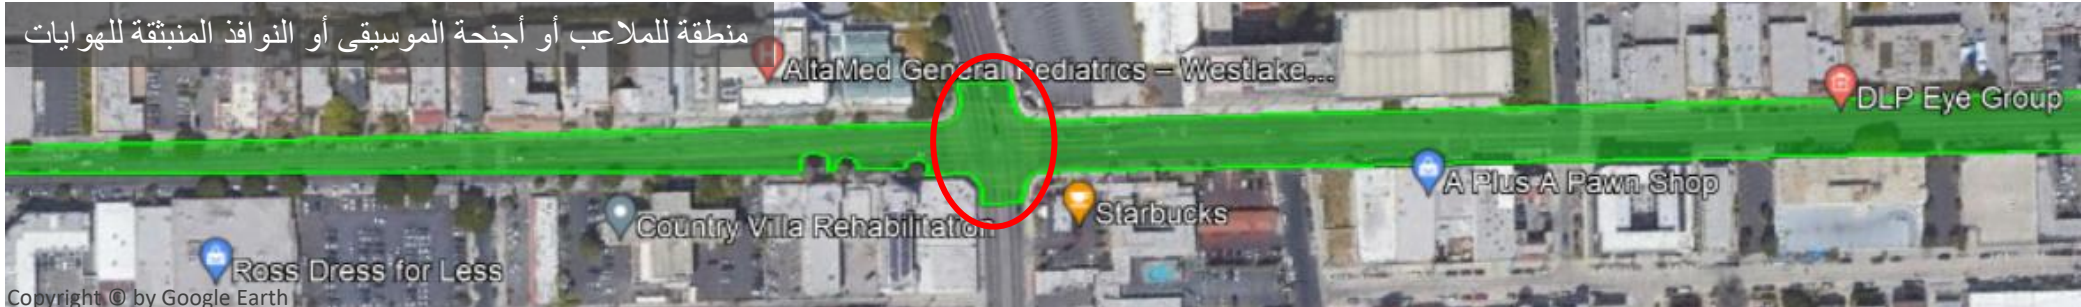 منطقة للملاعب أو أجنحة الموسيقى أو النوافذ المنبثقة للهوايات
AltaMed General Pediatrics – Westlake...
DLP Eye Group
A Plus A Pawn Shop
Country Villa Rehabilitation
Starbucks
Ross Dress for Less
Copyright © by Google Earth